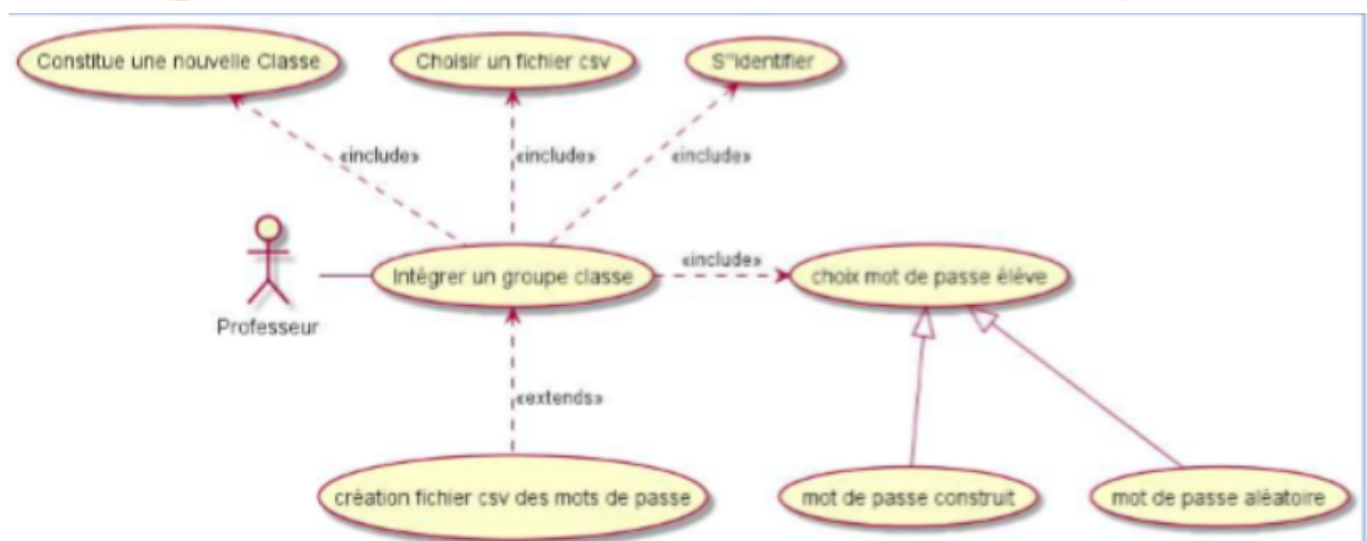 Constitue une nouvelle Classe
Choisir un fichier csv
S''identifier
«include»
«include»
«include»
Professeur
Intégrer un groupe classe
«include»
choix mot de passe élève
«extends»
création fichier csv des mots de passe
mot de passe construit
mot de passe aléatoire